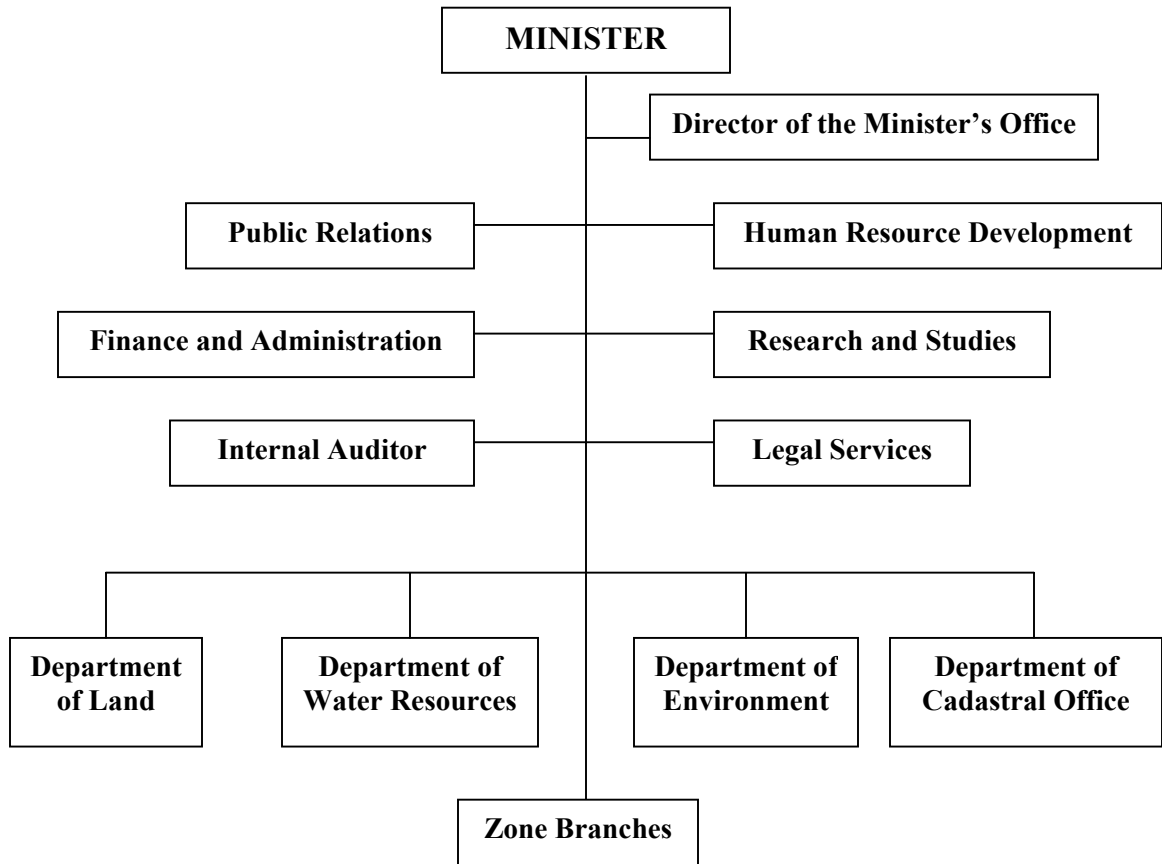 MINISTER
Director of the Minister’s Office
Public Relations
Human Resource Development
Finance and Administration
Research and Studies
Internal Auditor
Legal Services
Department
of Land
Department of
Water Resources
Department of
Environment
Department of
Cadastral Office
Zone Branches